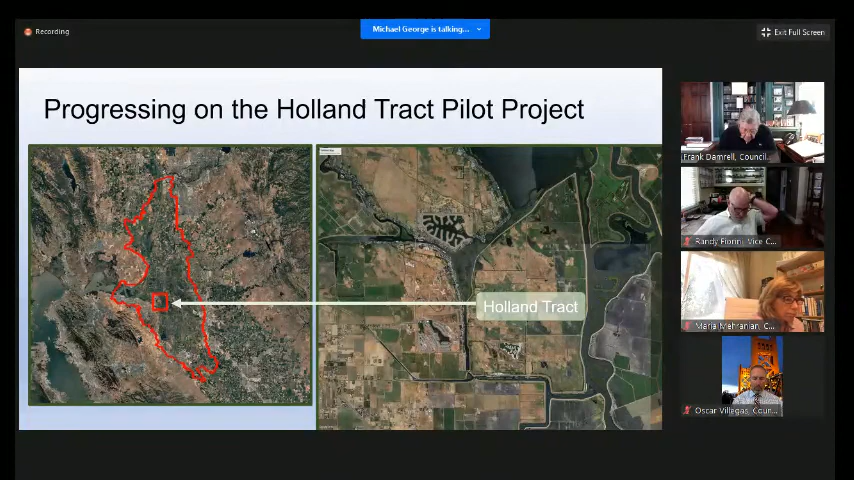 Recording
Michael George is talking...
Exit Full Screen
Progressing on the Holland Tract Pilot Project
Holland Tract
Frank Damrell, Council...
Randy Fiorini, Vice C...
Maria Mehranian, C...
Oscar Villegas, Coun...